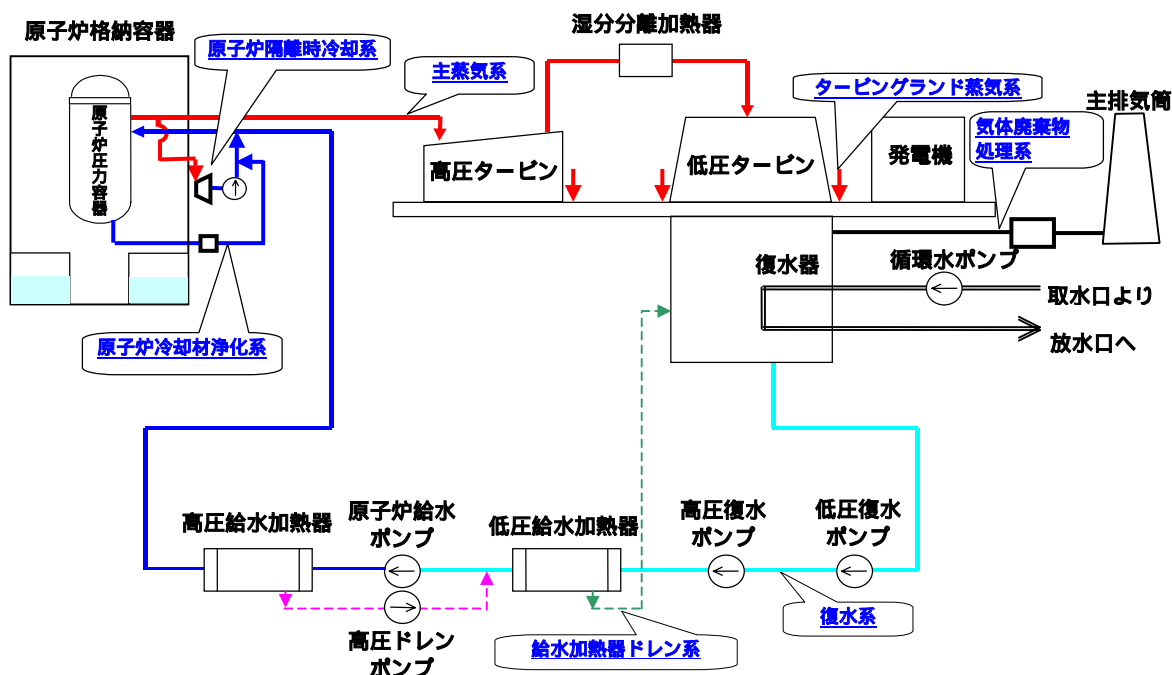 湿分分離加熱器
原子炉格納容器
原子炉隔離時冷却系
主蒸気系
タービングランド蒸気系
主排気筒
気体廃棄物
処理系
原子炉圧力容器
高圧タービン
低圧タービン
発電機
復水器
循環水ポンプ
取水口より
放水口へ
原子炉冷却材浄化系
高圧給水加熱器
原子炉給水
ポンプ
低圧給水加熱器
高圧復水
ポンプ
低圧復水
ポンプ
高圧ドレン
ポンプ
給水加熱器ドレン系
復水系